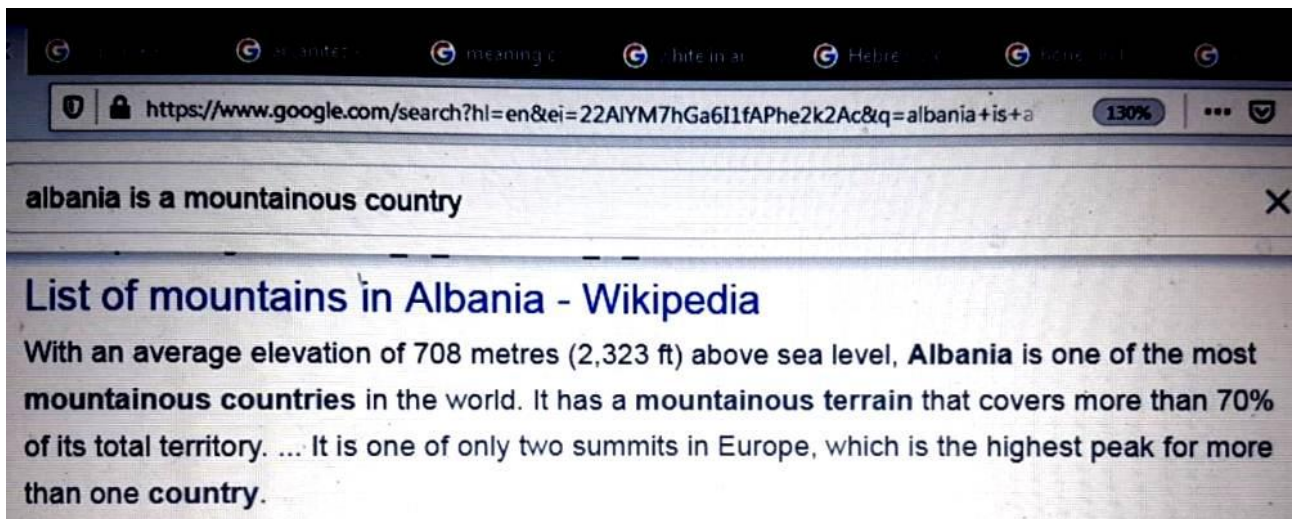 meaning
Hebre
https://www.google.com/search?hl=en&ei=22AlYM7hGa6I1fAPhe2k2Ac&q=albania+is+a 130%
albania is a mountainous country
List of mountains in Albania - Wikipedia
With an average elevation of 708 metres (2,323 ft) above sea level, Albania is one of the most
mountainous countries in the world. It has a mountainous terrain that covers more than 70%
of its total territory. ... It is one of only two summits in Europe, which is the highest peak for more
than one country.